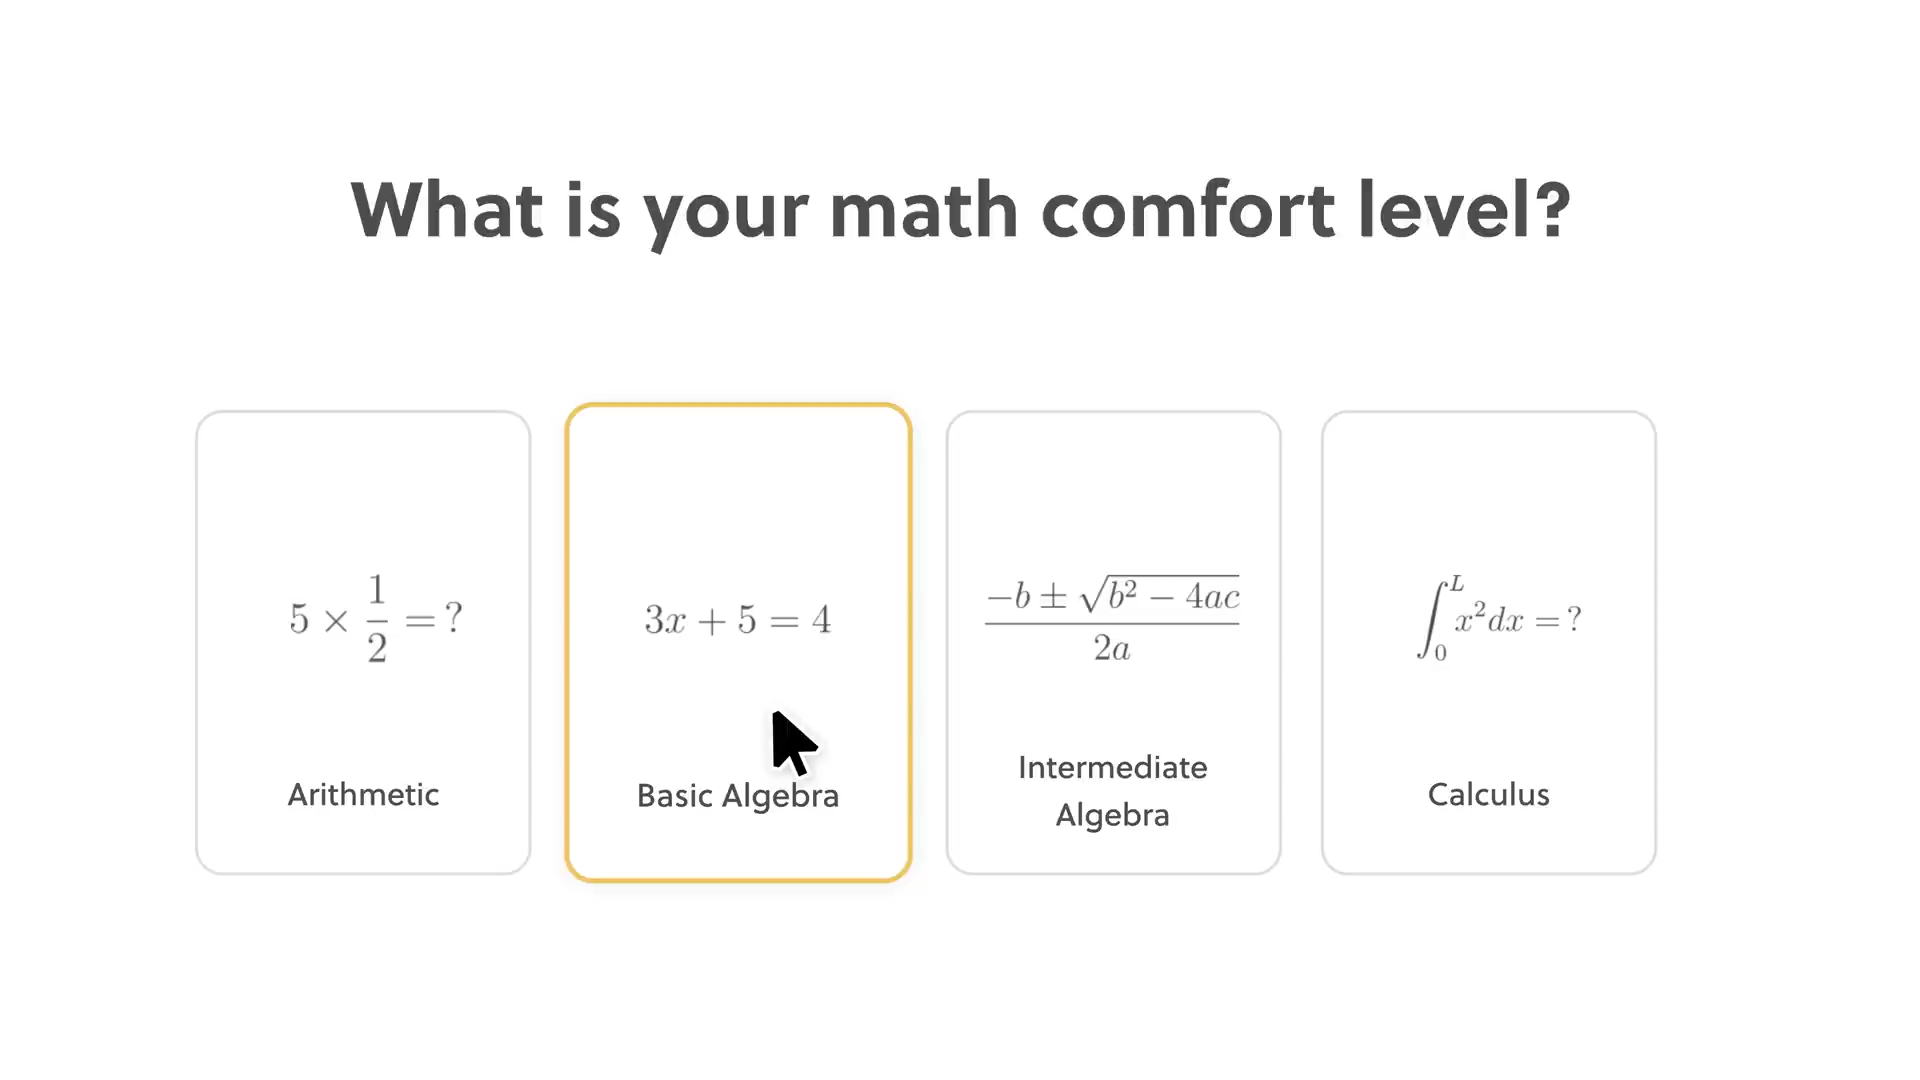 What is your math comfort level?
5 × 1/2 = ?
Arithmetic
3x + 5 = 4
Basic Algebra
−b ± √b² − 4ac
2a
Intermediate
Algebra
∫₀ᴸ x² dx = ?
Calculus